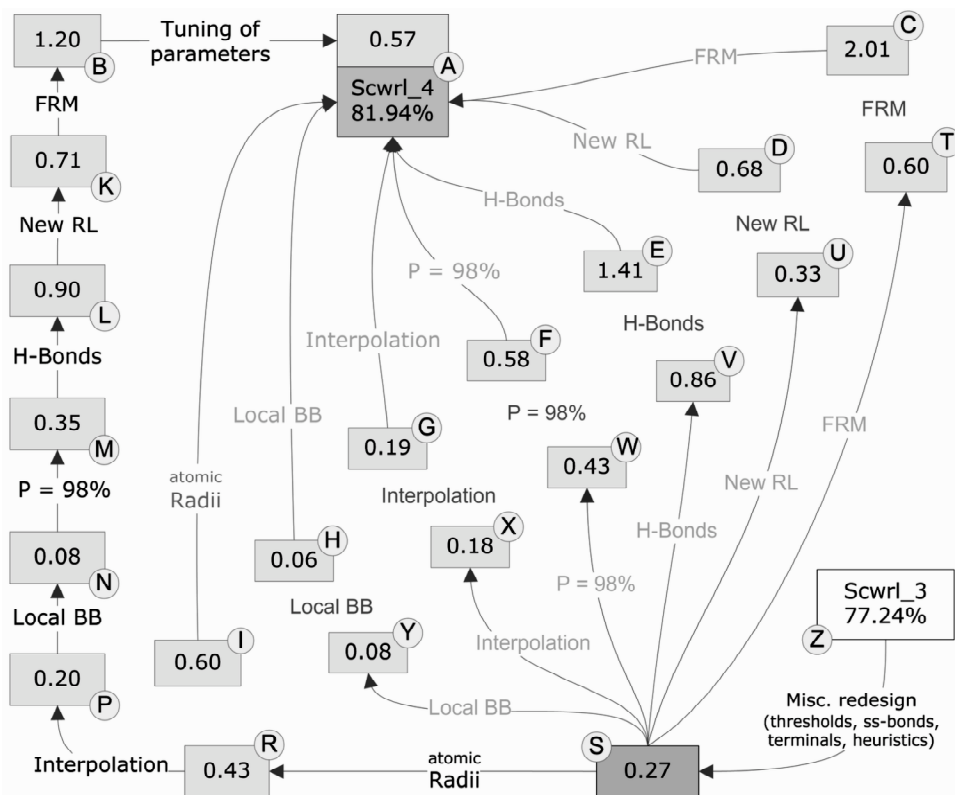 1.20
B
Tuning of
parameters
0.57
A
Scwrl_4
81.94%
FRM
2.01
C
FRM
FRM
0.71
K
New RL
0.68
D
0.60
T
New RL
H-Bonds
New RL
0.90
L
P = 98%
1.41
E
0.33
U
H-Bonds
Interpolation
0.58
F
H-Bonds
0.86
V
0.35
M
Local BB
0.19
G
P = 98%
FRM
0.43
W
P = 98%
atomic
Radii
Interpolation
New RL
0.08
N
0.06
H
0.18
X
H-Bonds
P = 98%
Local BB
Local BB
Scwrl_3
77.24%
Z
0.60
I
0.08
Y
Interpolation
0.20
P
Local BB
Misc. redesign
(thresholds, ss-bonds,
terminals, heuristics)
Interpolation
0.43
R
atomic
Radii
0.27
S